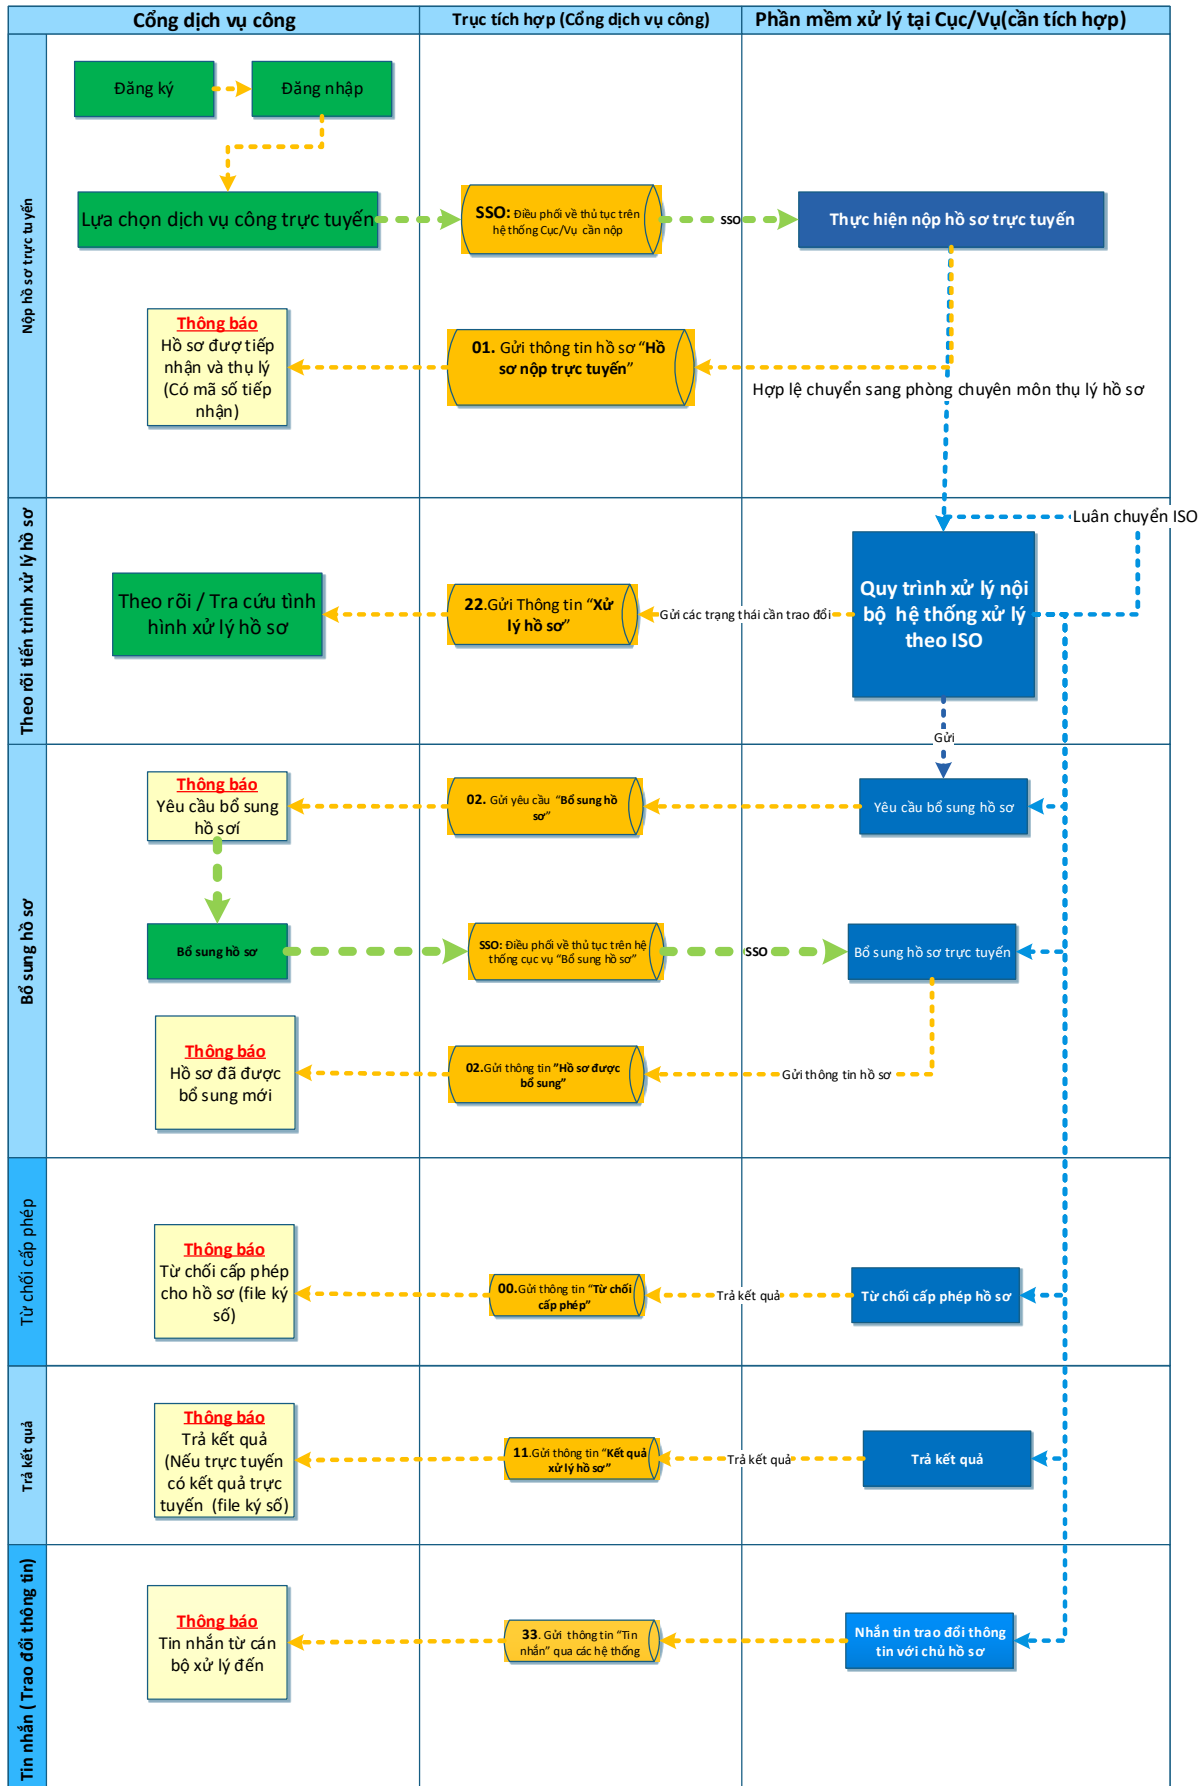 Cổng dịch vụ công
Trục tích hợp (Cổng dịch vụ công)
Phần mềm xử lý tại Cục/Vụ(cần tích hợp)
Nộp hồ sơ trực tuyến
Đăng ký
Đăng nhập
Lựa chọn dịch vụ công trực tuyến
SSO: Điều phối về thủ tục trên
hệ thống Cục/Vụ cần nộp
SSO
Thực hiện nộp hồ sơ trực tuyến
Thông báo
Hồ sơ đượ tiếp
nhận và thụ lý
(Có mã số tiếp
nhận)
01. Gửi thông tin hồ sơ "Hồ
sơ nộp trực tuyến"
Hợp lệ chuyển sang phòng chuyên môn thụ lý hồ sơ
Theo rõi tiến trình xử lý hồ sơ
Luân chuyển ISO
Theo rõi / Tra cứu tình
hình xử lý hồ sơ
22.Gửi Thông tin "Xử
lý hồ sơ"
Gửi các trạng thái cần trao đổi
Quy trình xử lý nội
bộ hệ thống xử lý
theo ISO
Gửi
Bổ sung hồ sơ
Thông báo
Yêu cầu bổ sung
hồ sơí
02. Gửi yêu cầu "Bổ sung hồ
sơ"
Yêu cầu bổ sung hồ sơ
Bổ sung hồ sơ
SSO: Điều phối về thủ tục trên hệ
thống cục vụ "Bổ sung hồ sơ"
SSO
Bổ sung hồ sơ trực tuyến
Thông báo
Hồ sơ đã được
bổ sung mới
02.Gửi thông tin "Hồ sơ được
bổ sung"
Gửi thông tin hồ sơ
Từ chối cấp phép
Thông báo
Từ chối cấp phép
cho hồ sơ (file ký
số)
00.Gửi thông tin "Từ chối
cấp phép"
Trả kết quả
Từ chối cấp phép hồ sơ
Trả kết quả
Thông báo
Trả kết quả
(Nếu trực tuyến
có kết quả trực
tuyến (file ký số)
11.Gửi thông tin "Kết quả
xử lý hồ sơ"
Trả kết quả
Trả kết quả
Tin nhắn ( Trao đổi thông tin)
Thông báo
Tin nhắn từ cán
bộ xử lý đến
33. Gửi thông tin "Tin
nhắn" qua các hệ thống
Nhắn tin trao đổi thông
tin với chủ hồ sơ